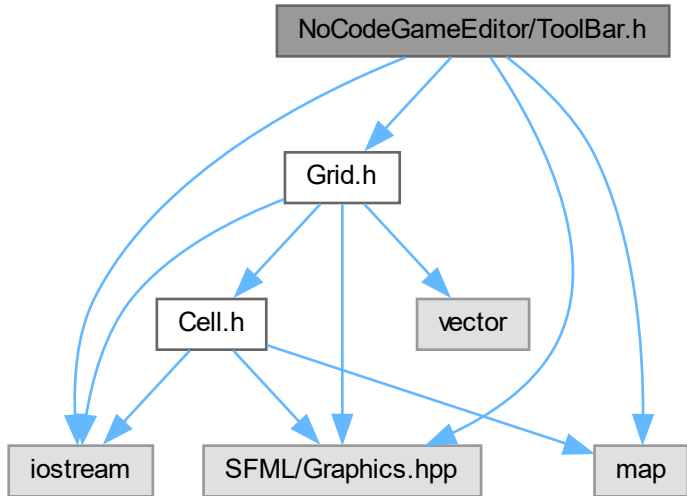 NoCodeGameEditor/ToolBar.h
Grid.h
Cell.h
vector
iostream
SFML/Graphics.hpp
map